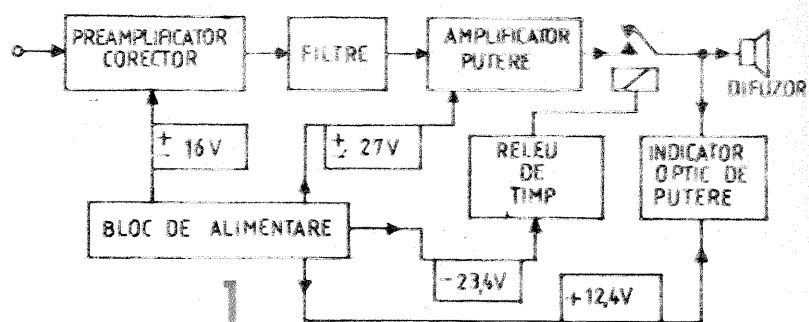 PREAMPLIFICATOR
CORECTOR
FILTRE
AMPLIFICATOR
PUTERE
DIFUZOR
± 16V
± 27V
RELEU
DE
TIMP
INDICATOR
OPTIC DE
PUTERE
BLOC DE ALIMENTARE
-23,4V
+12,4V
1